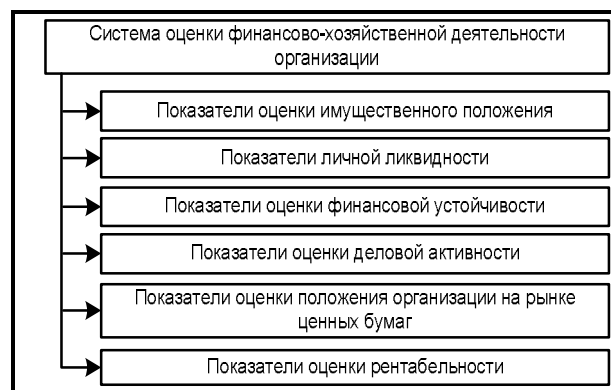 Система оценки финансово-хозяйственной деятельности
организации
Показатели оценки имущественного положения
Показатели личной ликвидности
Показатели оценки финансовой устойчивости
Показатели оценки деловой активности
Показатели оценки положения организации на рынке
ценных бумаг
Показатели оценки рентабельности